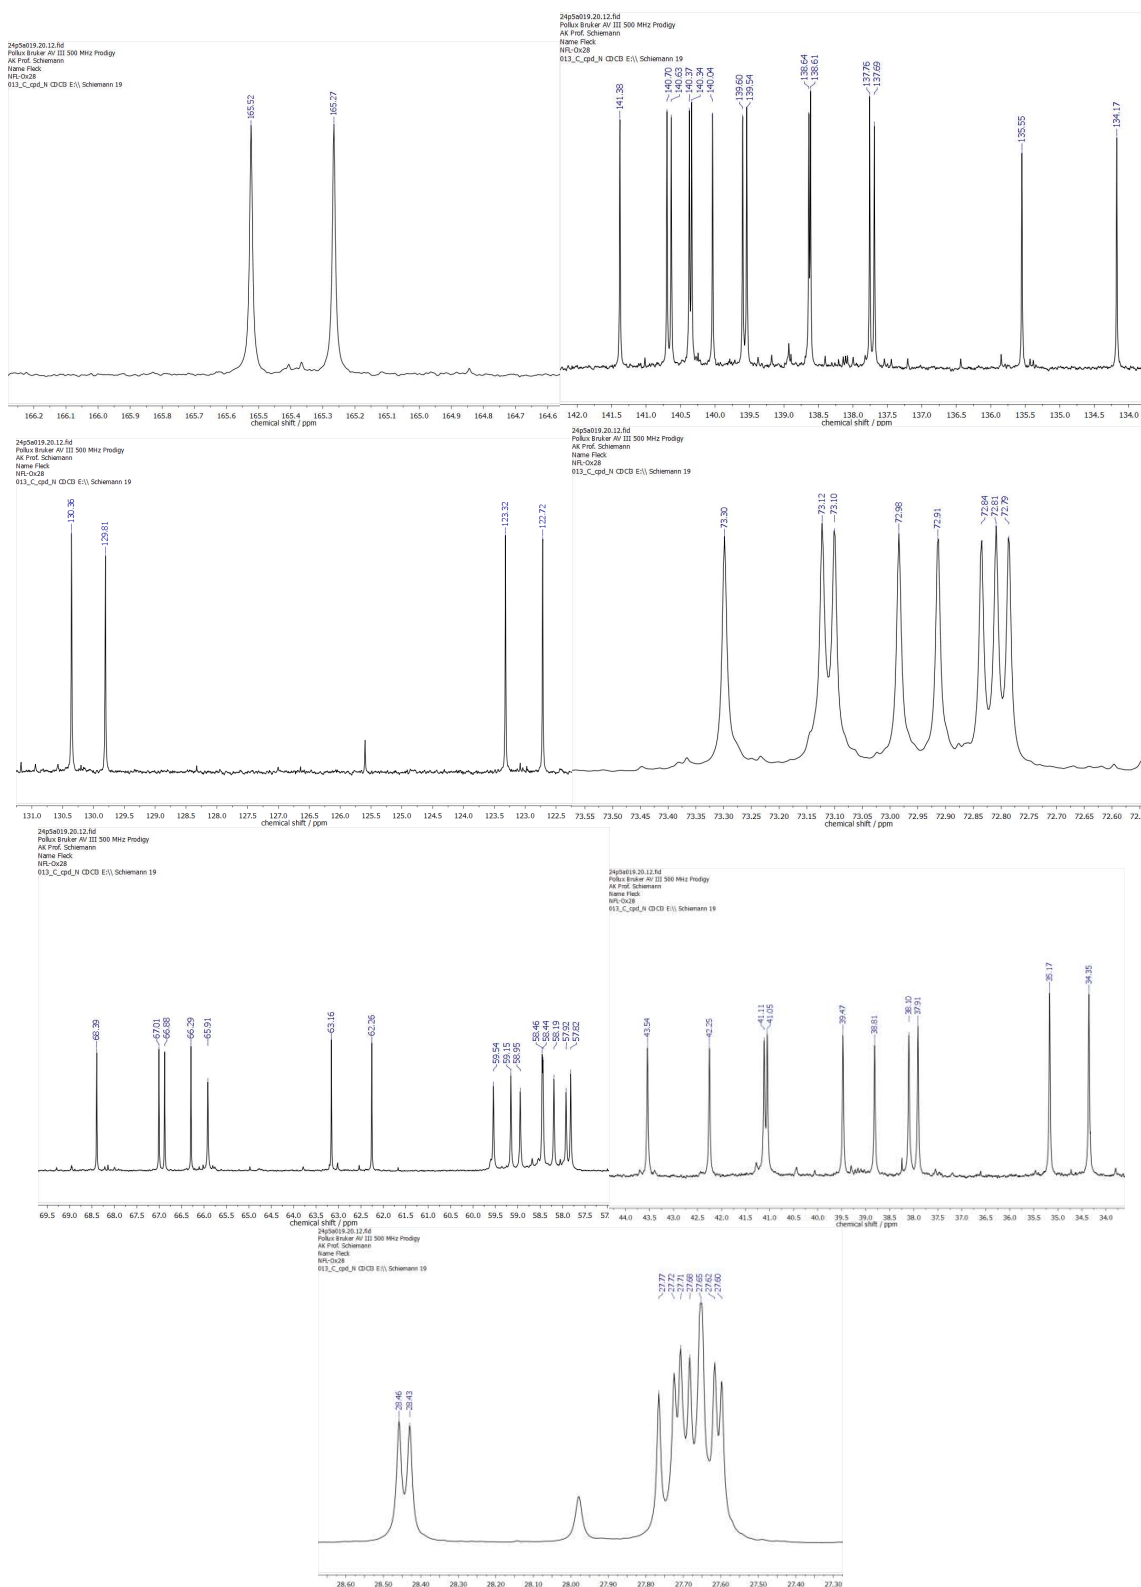 24p5a019.20.12.fid
Pollux Bruker AV III 500 MHz Prodigy
AK Prof. Schiemann
Name Fleck
NFL-Ox28
013_C_cpd_N CDCl3 E:\\ Schiemann 19
165.52
165.27
166.2 166.1 166.0 165.9 165.8 165.7 165.6 165.5 165.4 165.3 165.2 165.1 165.0 164.9 164.8 164.7 164.6
chemical shift / ppm
24p5a019.20.12.fid
Pollux Bruker AV III 500 MHz Prodigy
AK Prof. Schiemann
Name Fleck
NFL-Ox28
013_C_cpd_N CDCl3 E:\\ Schiemann 19
141.38
140.70
140.63
140.37
140.34
140.04
139.60
139.54
138.64
138.61
137.76
137.69
135.55
134.17
142.0 141.5 141.0 140.5 140.0 139.5 139.0 138.5 138.0 137.5 137.0 136.5 136.0 135.5 135.0 134.5 134.0
chemical shift / ppm
24p5a019.20.12.fid
Pollux Bruker AV III 500 MHz Prodigy
AK Prof. Schiemann
Name Fleck
NFL-Ox28
013_C_cpd_N CDCl3 E:\\ Schiemann 19
130.36
129.81
123.32
122.72
131.0 130.5 130.0 129.5 129.0 128.5 128.0 127.5 127.0 126.5 126.0 125.5 125.0 124.5 124.0 123.5 123.0 122.5
chemical shift / ppm
24p5a019.20.12.fid
Pollux Bruker AV III 500 MHz Prodigy
AK Prof. Schiemann
Name Fleck
NFL-Ox28
013_C_cpd_N CDCl3 E:\\ Schiemann 19
73.30
73.12
73.10
72.98
72.91
72.84
72.81
72.79
73.55 73.50 73.45 73.40 73.35 73.30 73.25 73.20 73.15 73.10 73.05 73.00 72.95 72.90 72.85 72.80 72.75 72.70 72.65 72.60
chemical shift / ppm
24p5a019.20.12.fid
Pollux Bruker AV III 500 MHz Prodigy
AK Prof. Schiemann
Name Fleck
NFL-Ox28
013_C_cpd_N CDCl3 E:\\ Schiemann 19
68.39
67.01
66.88
66.29
65.91
63.16
62.26
59.54
59.15
58.95
58.46
58.44
58.19
57.92
57.82
69.5 69.0 68.5 68.0 67.5 67.0 66.5 66.0 65.5 65.0 64.5 64.0 63.5 63.0 62.5 62.0 61.5 61.0 60.5 60.0 59.5 59.0 58.5 58.0 57.5
chemical shift / ppm
24p5a019.20.12.fid
Pollux Bruker AV III 500 MHz Prodigy
AK Prof. Schiemann
Name Fleck
NFL-Ox28
013_C_cpd_N CDCl3 E:\\ Schiemann 19
43.54
42.25
41.11
41.05
39.47
38.81
38.10
37.91
35.17
34.35
44.0 43.5 43.0 42.5 42.0 41.5 41.0 40.5 40.0 39.5 39.0 38.5 38.0 37.5 37.0 36.5 36.0 35.5 35.0 34.5 34.0
chemical shift / ppm
24p5a019.20.12.fid
Pollux Bruker AV III 500 MHz Prodigy
AK Prof. Schiemann
Name Fleck
NFL-Ox28
013_C_cpd_N CDCl3 E:\\ Schiemann 19
28.46
28.43
27.77
27.72
27.71
27.68
27.65
27.62
27.60
28.60 28.50 28.40 28.30 28.20 28.10 28.00 27.90 27.80 27.70 27.60 27.50 27.40 27.30